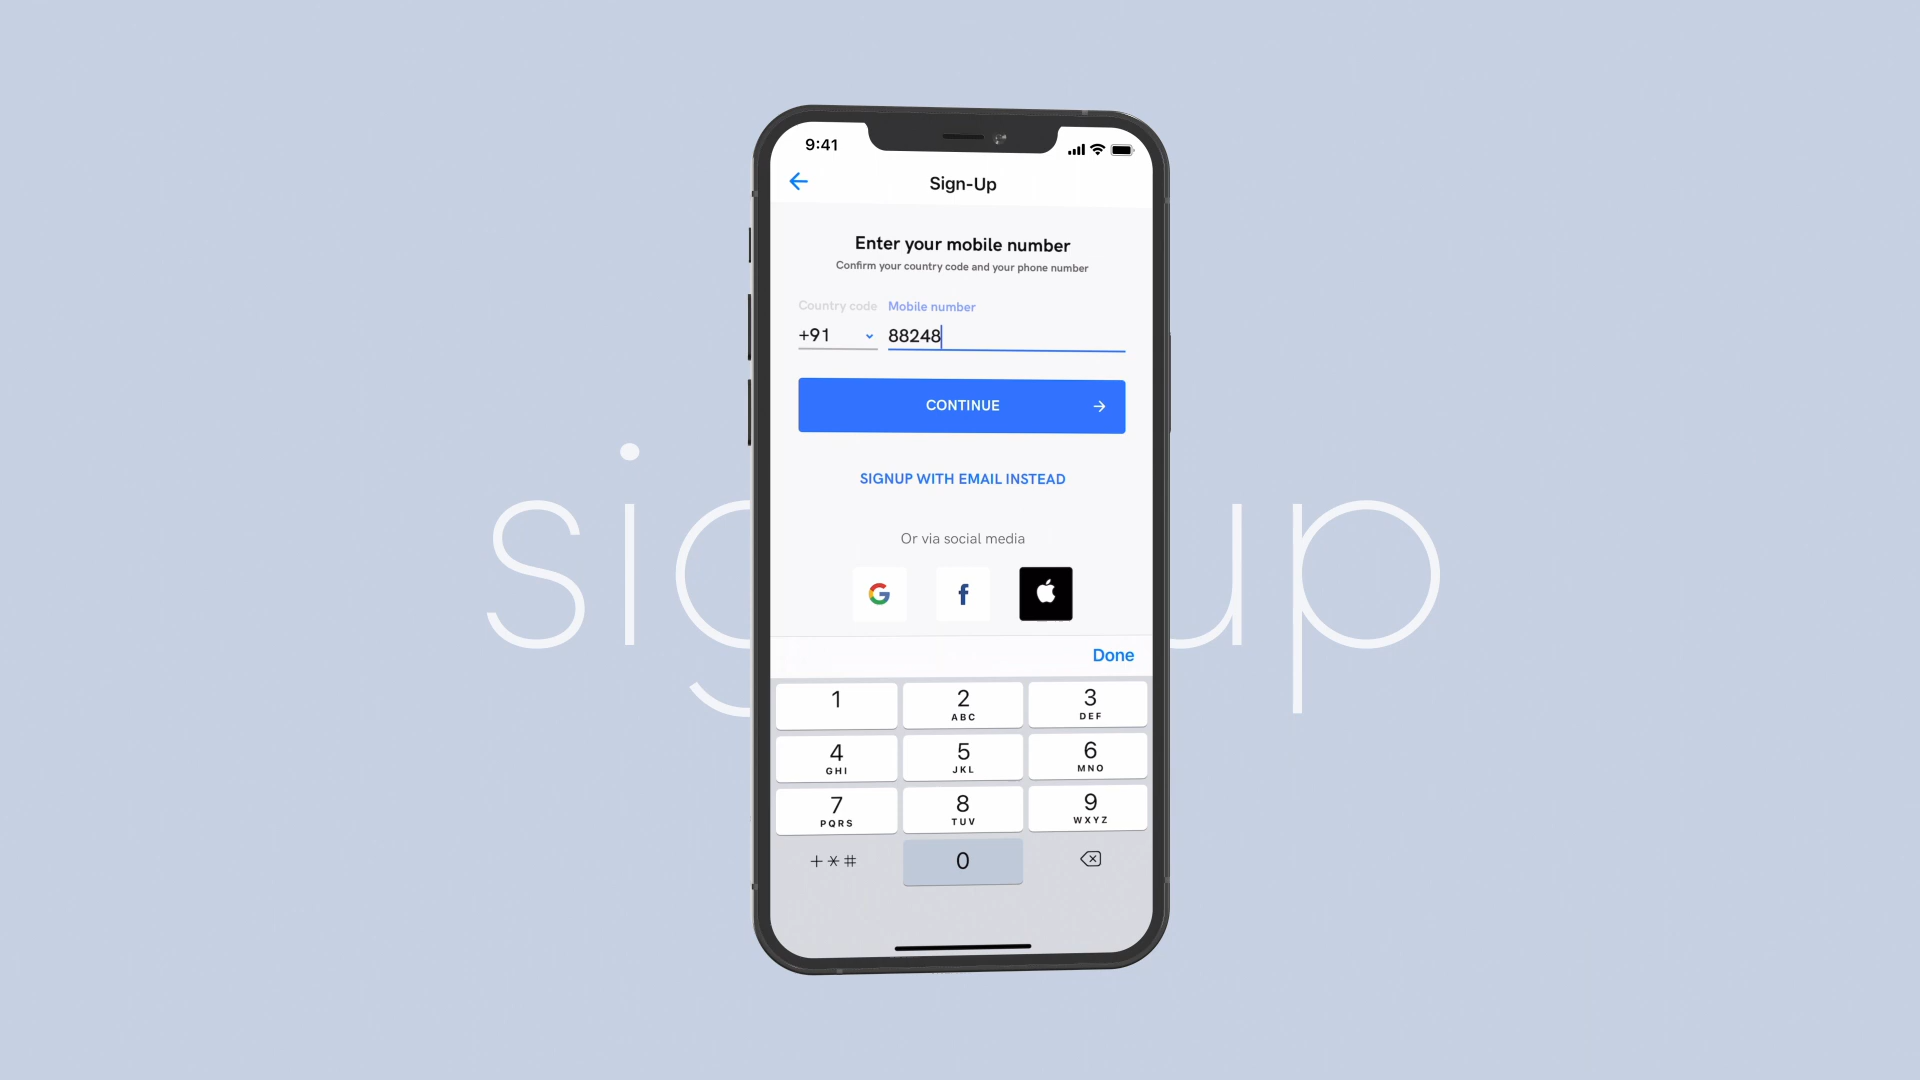 9:41
Sign-Up
Enter your mobile number
Confirm your country code and your phone number
Country code Mobile number
+91 88248
CONTINUE
SIGNUP WITH EMAIL INSTEAD
Or via social media
G f
sig up
Done
1 2 3
ABC DEF
4 5 6
GHI JKL MNO
7 8 9
PQRS TUV WXYZ
+*# 0